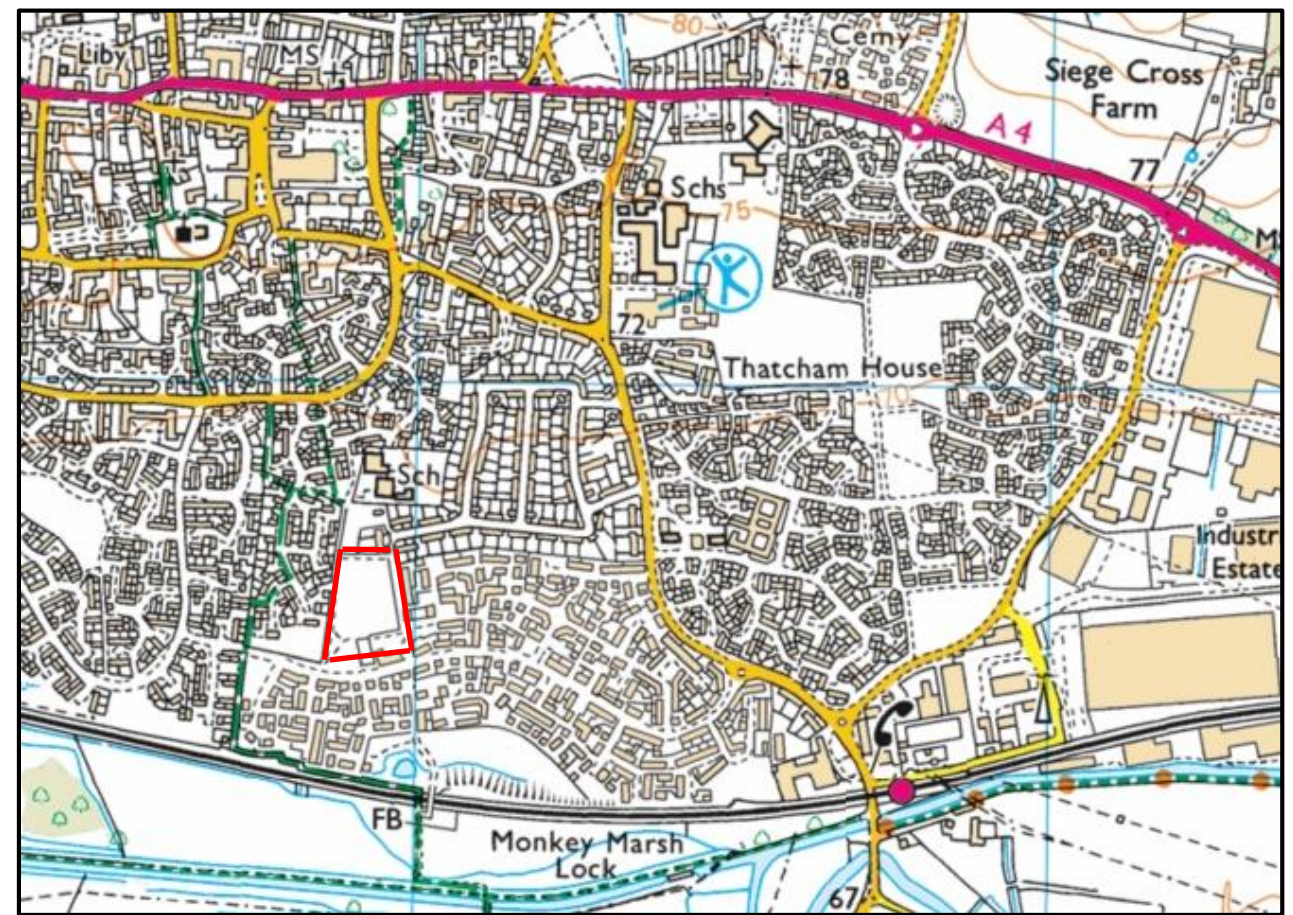 80
Cemy
Liby
MS
78
Siege Cross
Farm
A 4
77
Schs
75
M
72
Thatcham House
70
Sch
Industr
Estate
FB
Monkey Marsh
Lock
67